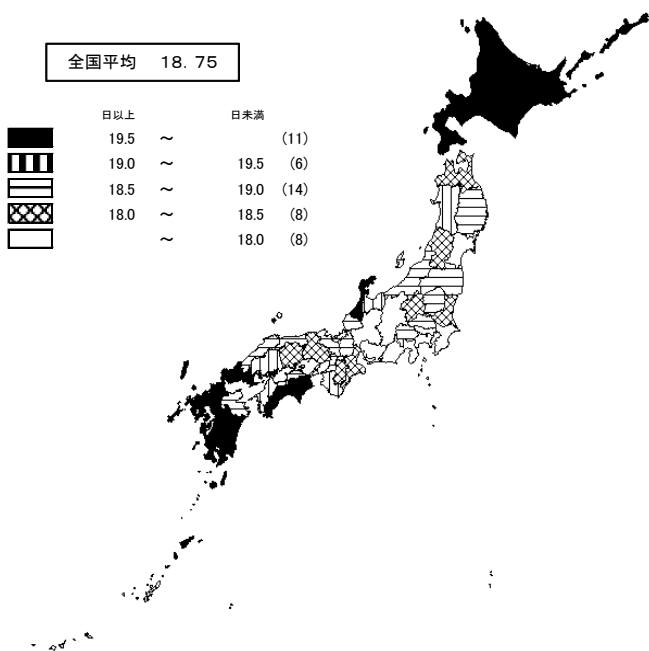 全国平均　18.75
日以上　日未満
19.5　～　（11）
19.0　～　19.5　（6）
18.5　～　19.0　（14）
18.0　～　18.5　（8）
～　18.0　（8）